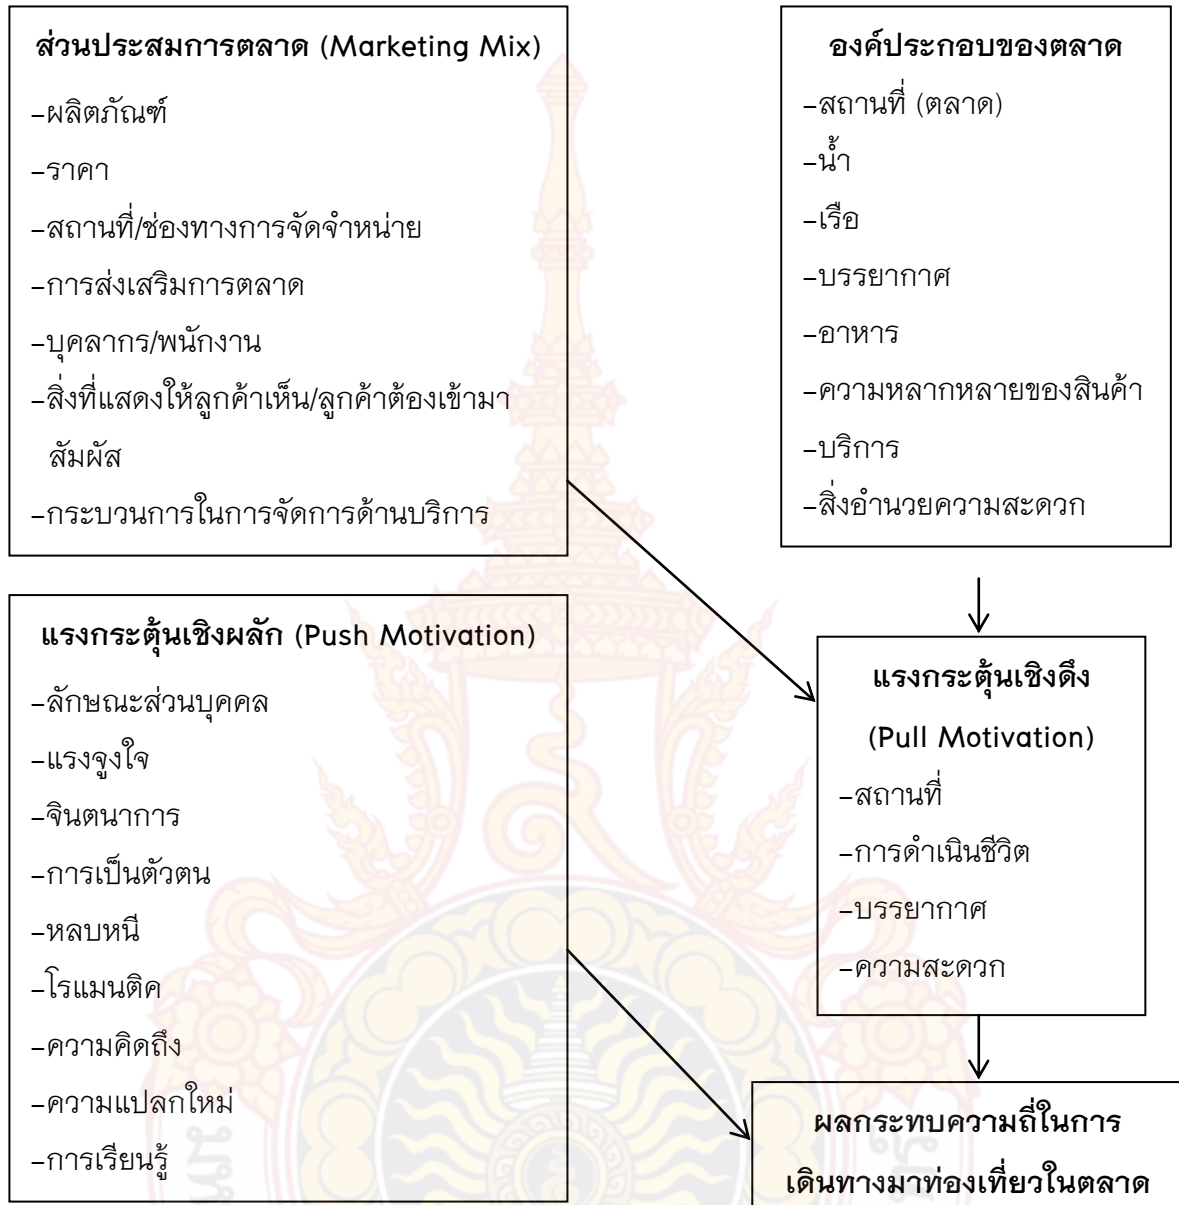 ส่วนประสมการตลาด (Marketing Mix)
-ผลิตภัณฑ์
-ราคา
-สถานที่/ช่องทางการจัดจำหน่าย
-การส่งเสริมการตลาด
-บุคลากร/พนักงาน
-สิ่งที่แสดงให้ลูกค้าเห็น/ลูกค้าต้องเข้ามา
สัมผัส
-กระบวนการในการจัดการด้านบริการ
องค์ประกอบของตลาด
-สถานที่ (ตลาด)
-น้ำ
-เรือ
-บรรยากาศ
-อาหาร
-ความหลากหลายของสินค้า
-บริการ
-สิ่งอำนวยความสะดวก
แรงกระตุ้นเชิงผลัก (Push Motivation)
-ลักษณะส่วนบุคคล
-แรงจูงใจ
-จินตนาการ
-การเป็นตัวตน
-หลบหนี
-โรแมนติค
-ความคิดถึง
-ความแปลกใหม่
-การเรียนรู้
แรงกระตุ้นเชิงดึง
(Pull Motivation)
-สถานที่
-การดำเนินชีวิต
-บรรยากาศ
-ความสะดวก
ผลกระทบความถี่ในการ
เดินทางมาท่องเที่ยวในตลาด